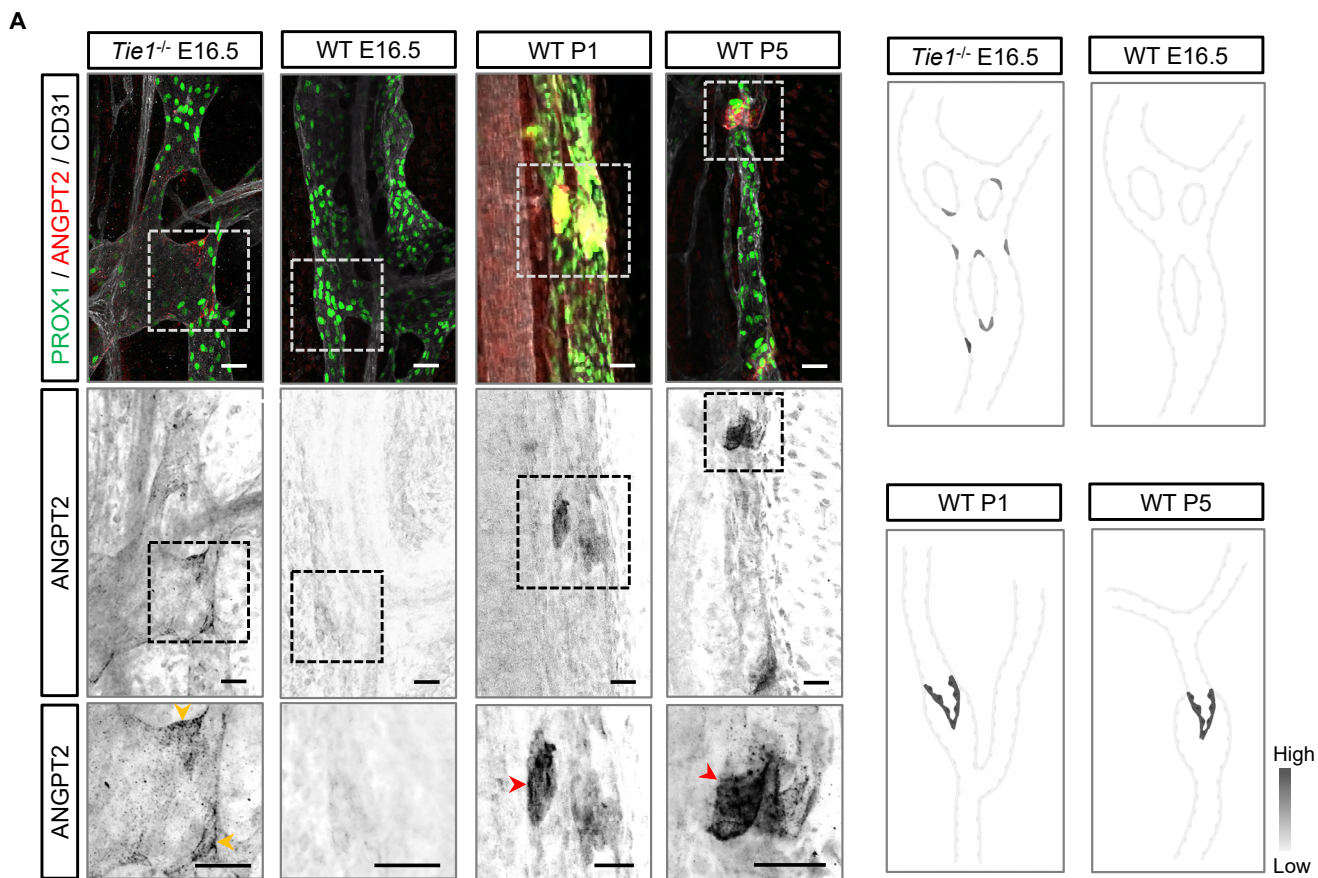 A
Tie1-/- E16.5
WT E16.5
WT P1
WT P5
Tie1-/- E16.5
WT E16.5
PROX1 / ANGPT2 / CD31
ANGPT2
ANGPT2
WT P1
WT P5
High
Low